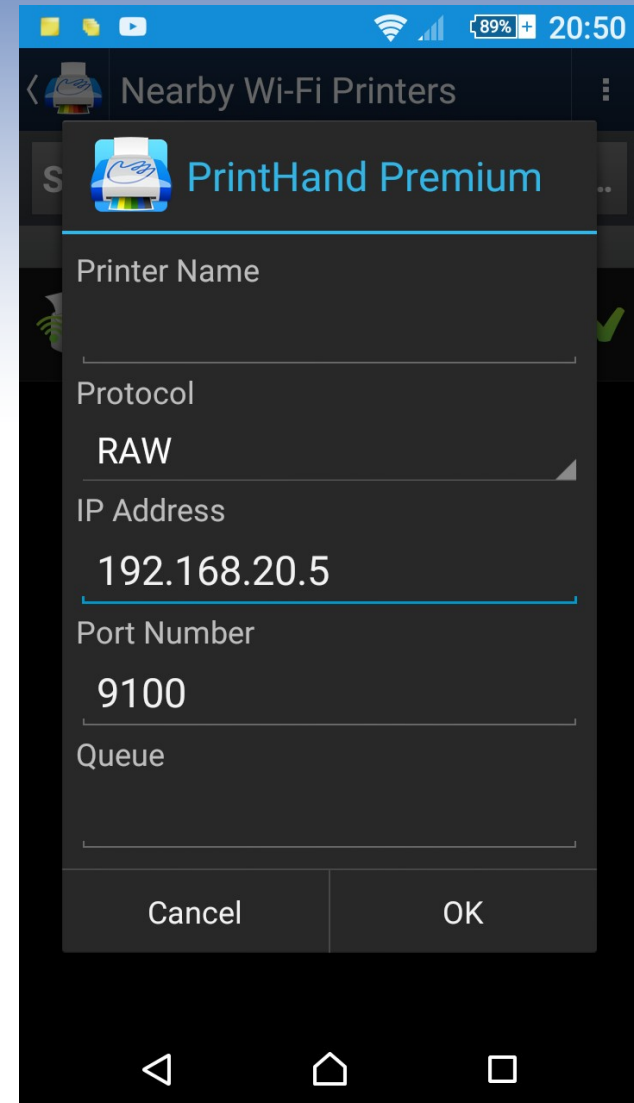 89% 20:50
Nearby Wi-Fi Printers
S ..
PrintHand Premium
Printer Name
Protocol
RAW
IP Address
192.168.20.5
Port Number
9100
Queue
Cancel OK